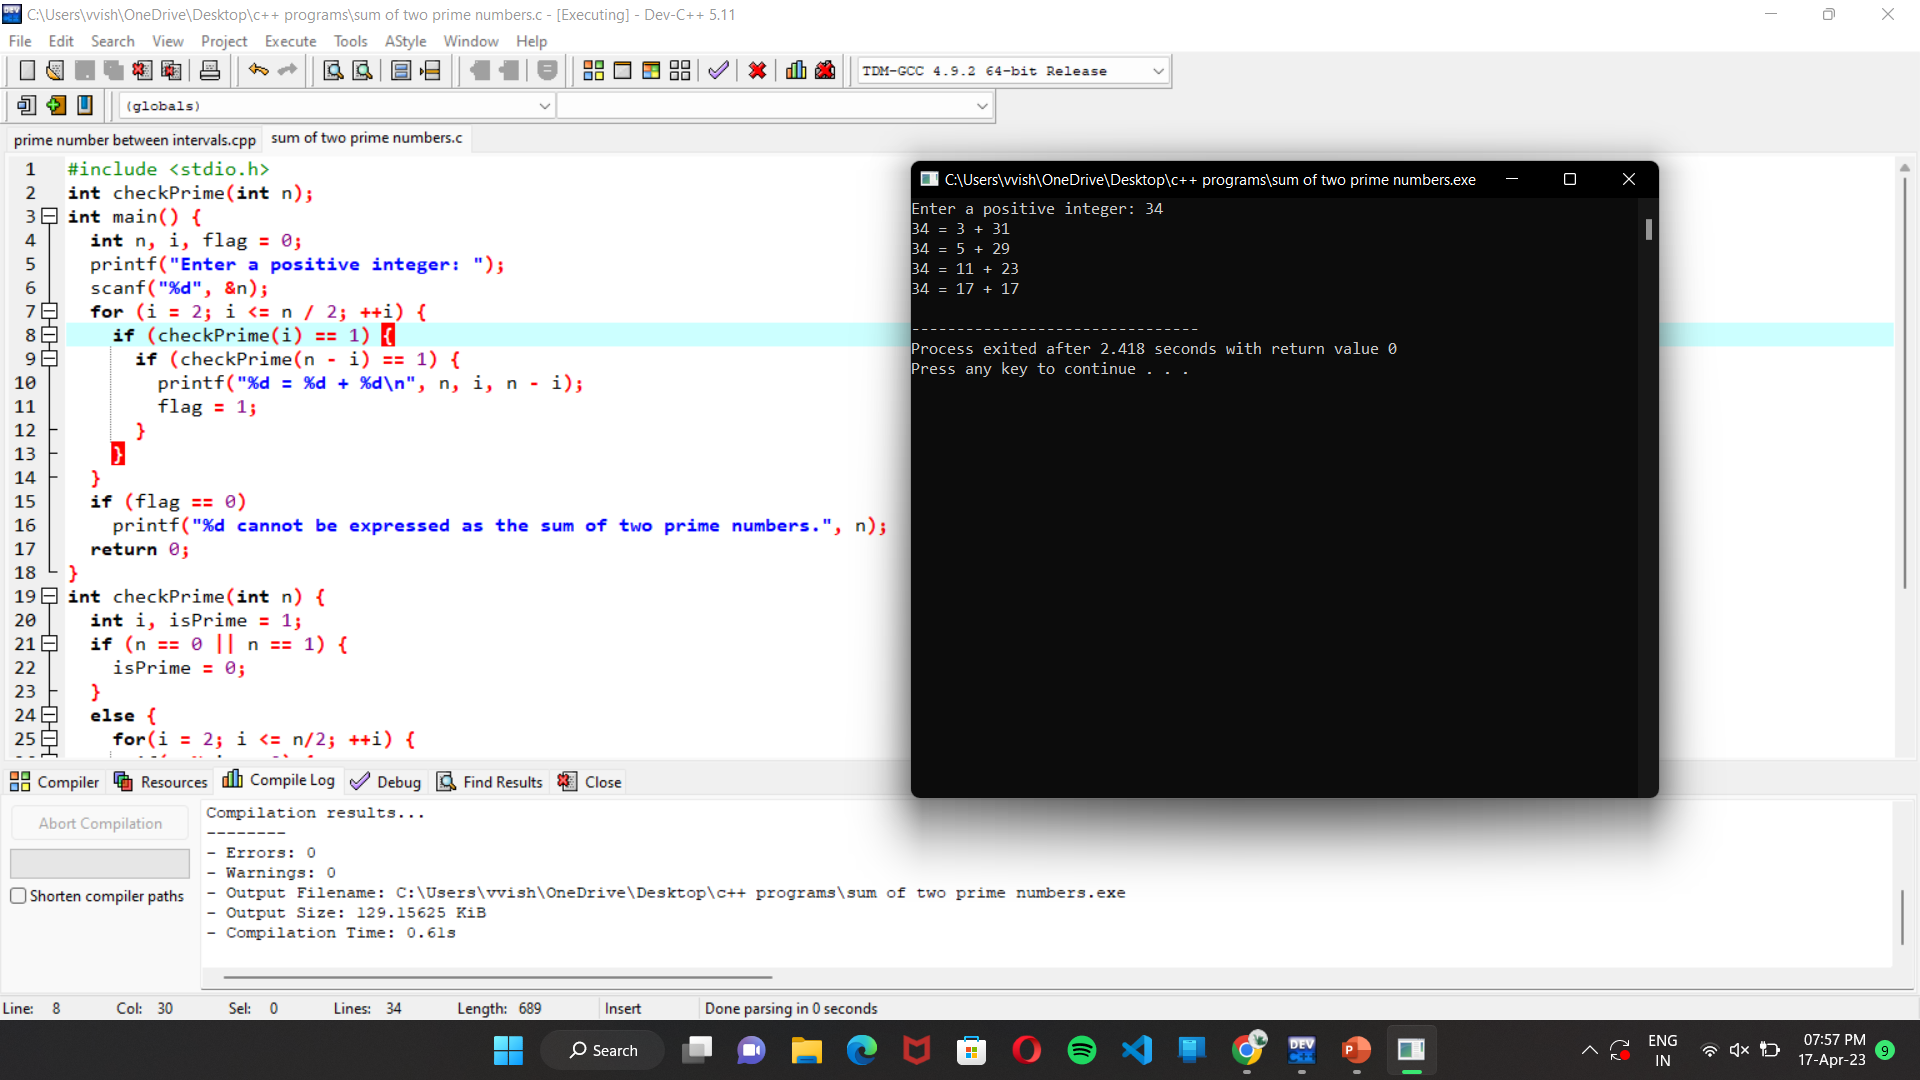 C:\Users\vvish\OneDrive\Desktop\c++ programs\sum of two prime numbers.c - [Executing] - Dev-C++ 5.11
File Edit Search View Project Execute Tools AStyle Window Help
TDM-GCC 4.9.2 64-bit Release
(globals)
prime number between intervals.cpp sum of two prime numbers.c
1 #include <stdio.h>
2 int checkPrime(int n);
3 int main() {
4 int n, i, flag = 0;
5 printf("Enter a positive integer: ");
6 scanf("%d", &n);
7 for (i = 2; i <= n / 2; ++i) {
8 if (checkPrime(i) == 1) {
9 if (checkPrime(n - i) == 1) {
10 printf("%d = %d + %d\n", n, i, n - i);
11 flag = 1;
12 }
13 }
14 }
15 if (flag == 0)
16 printf("%d cannot be expressed as the sum of two prime numbers.", n);
17 return 0;
18 }
19 int checkPrime(int n) {
20 int i, isPrime = 1;
21 if (n == 0 || n == 1) {
22 isPrime = 0;
23 }
24 else {
25 for(i = 2; i <= n/2; ++i) {
C:\Users\vvish\OneDrive\Desktop\c++ programs\sum of two prime numbers.exe
Enter a positive integer: 34
34 = 3 + 31
34 = 5 + 29
34 = 11 + 23
34 = 17 + 17
--------------------------------
Process exited after 2.418 seconds with return value 0
Press any key to continue . . .
Compiler Resources Compile Log Debug Find Results Close
Abort Compilation
Shorten compiler paths
Compilation results...
--------
- Errors: 0
- Warnings: 0
- Output Filename: C:\Users\vvish\OneDrive\Desktop\c++ programs\sum of two prime numbers.exe
- Output Size: 129.15625 KiB
- Compilation Time: 0.61s
Line: 8 Col: 30 Sel: 0 Lines: 34 Length: 689 Insert Done parsing in 0 seconds
Search
DEV
C++
P
ENG
IN
07:57 PM
17-Apr-23
9